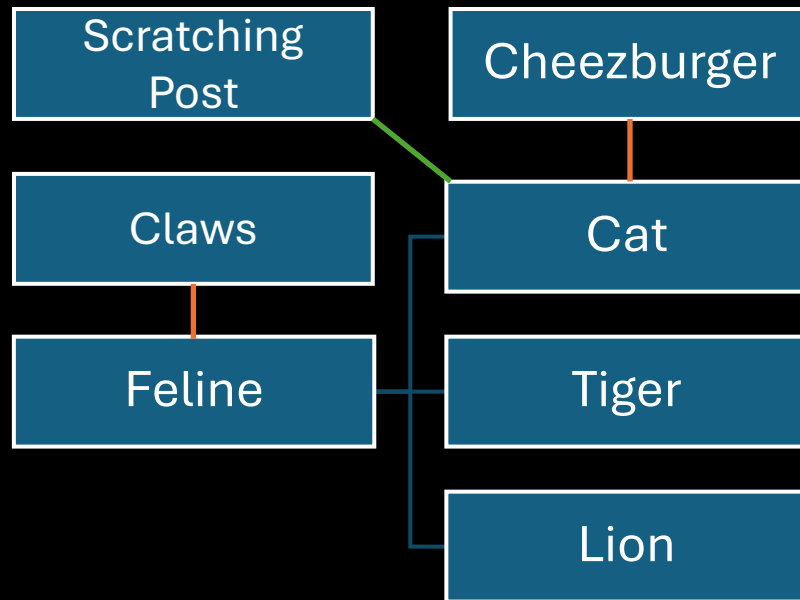 Scratching
Post
Cheezburger
Claws
Cat
Feline
Tiger
Lion